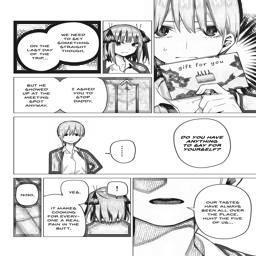 WE NEED
TO GET
SOMETHING
STRAIGHT
THOUGH.
ON THE
LAST DAY
OF THE
TRIP...
!
gift for you
I ASKED
YOU TO
STOP
DADDY.
BUT HE
SHOWED
UP AT THE
MEETING
SPOT
ANYWAY.
DO YOU HAVE
ANYTHING
TO SAY FOR
YOURSELF?
...
OUR TASTES
HAVE ALWAYS
BEEN ALL OVER
THE PLACE,
HUH? THE FIVE
OF US...
!
YES.
IT MAKES
COOKING
FOR EVERY-
ONE A REAL
PAIN IN THE
BUTT.
NINO.